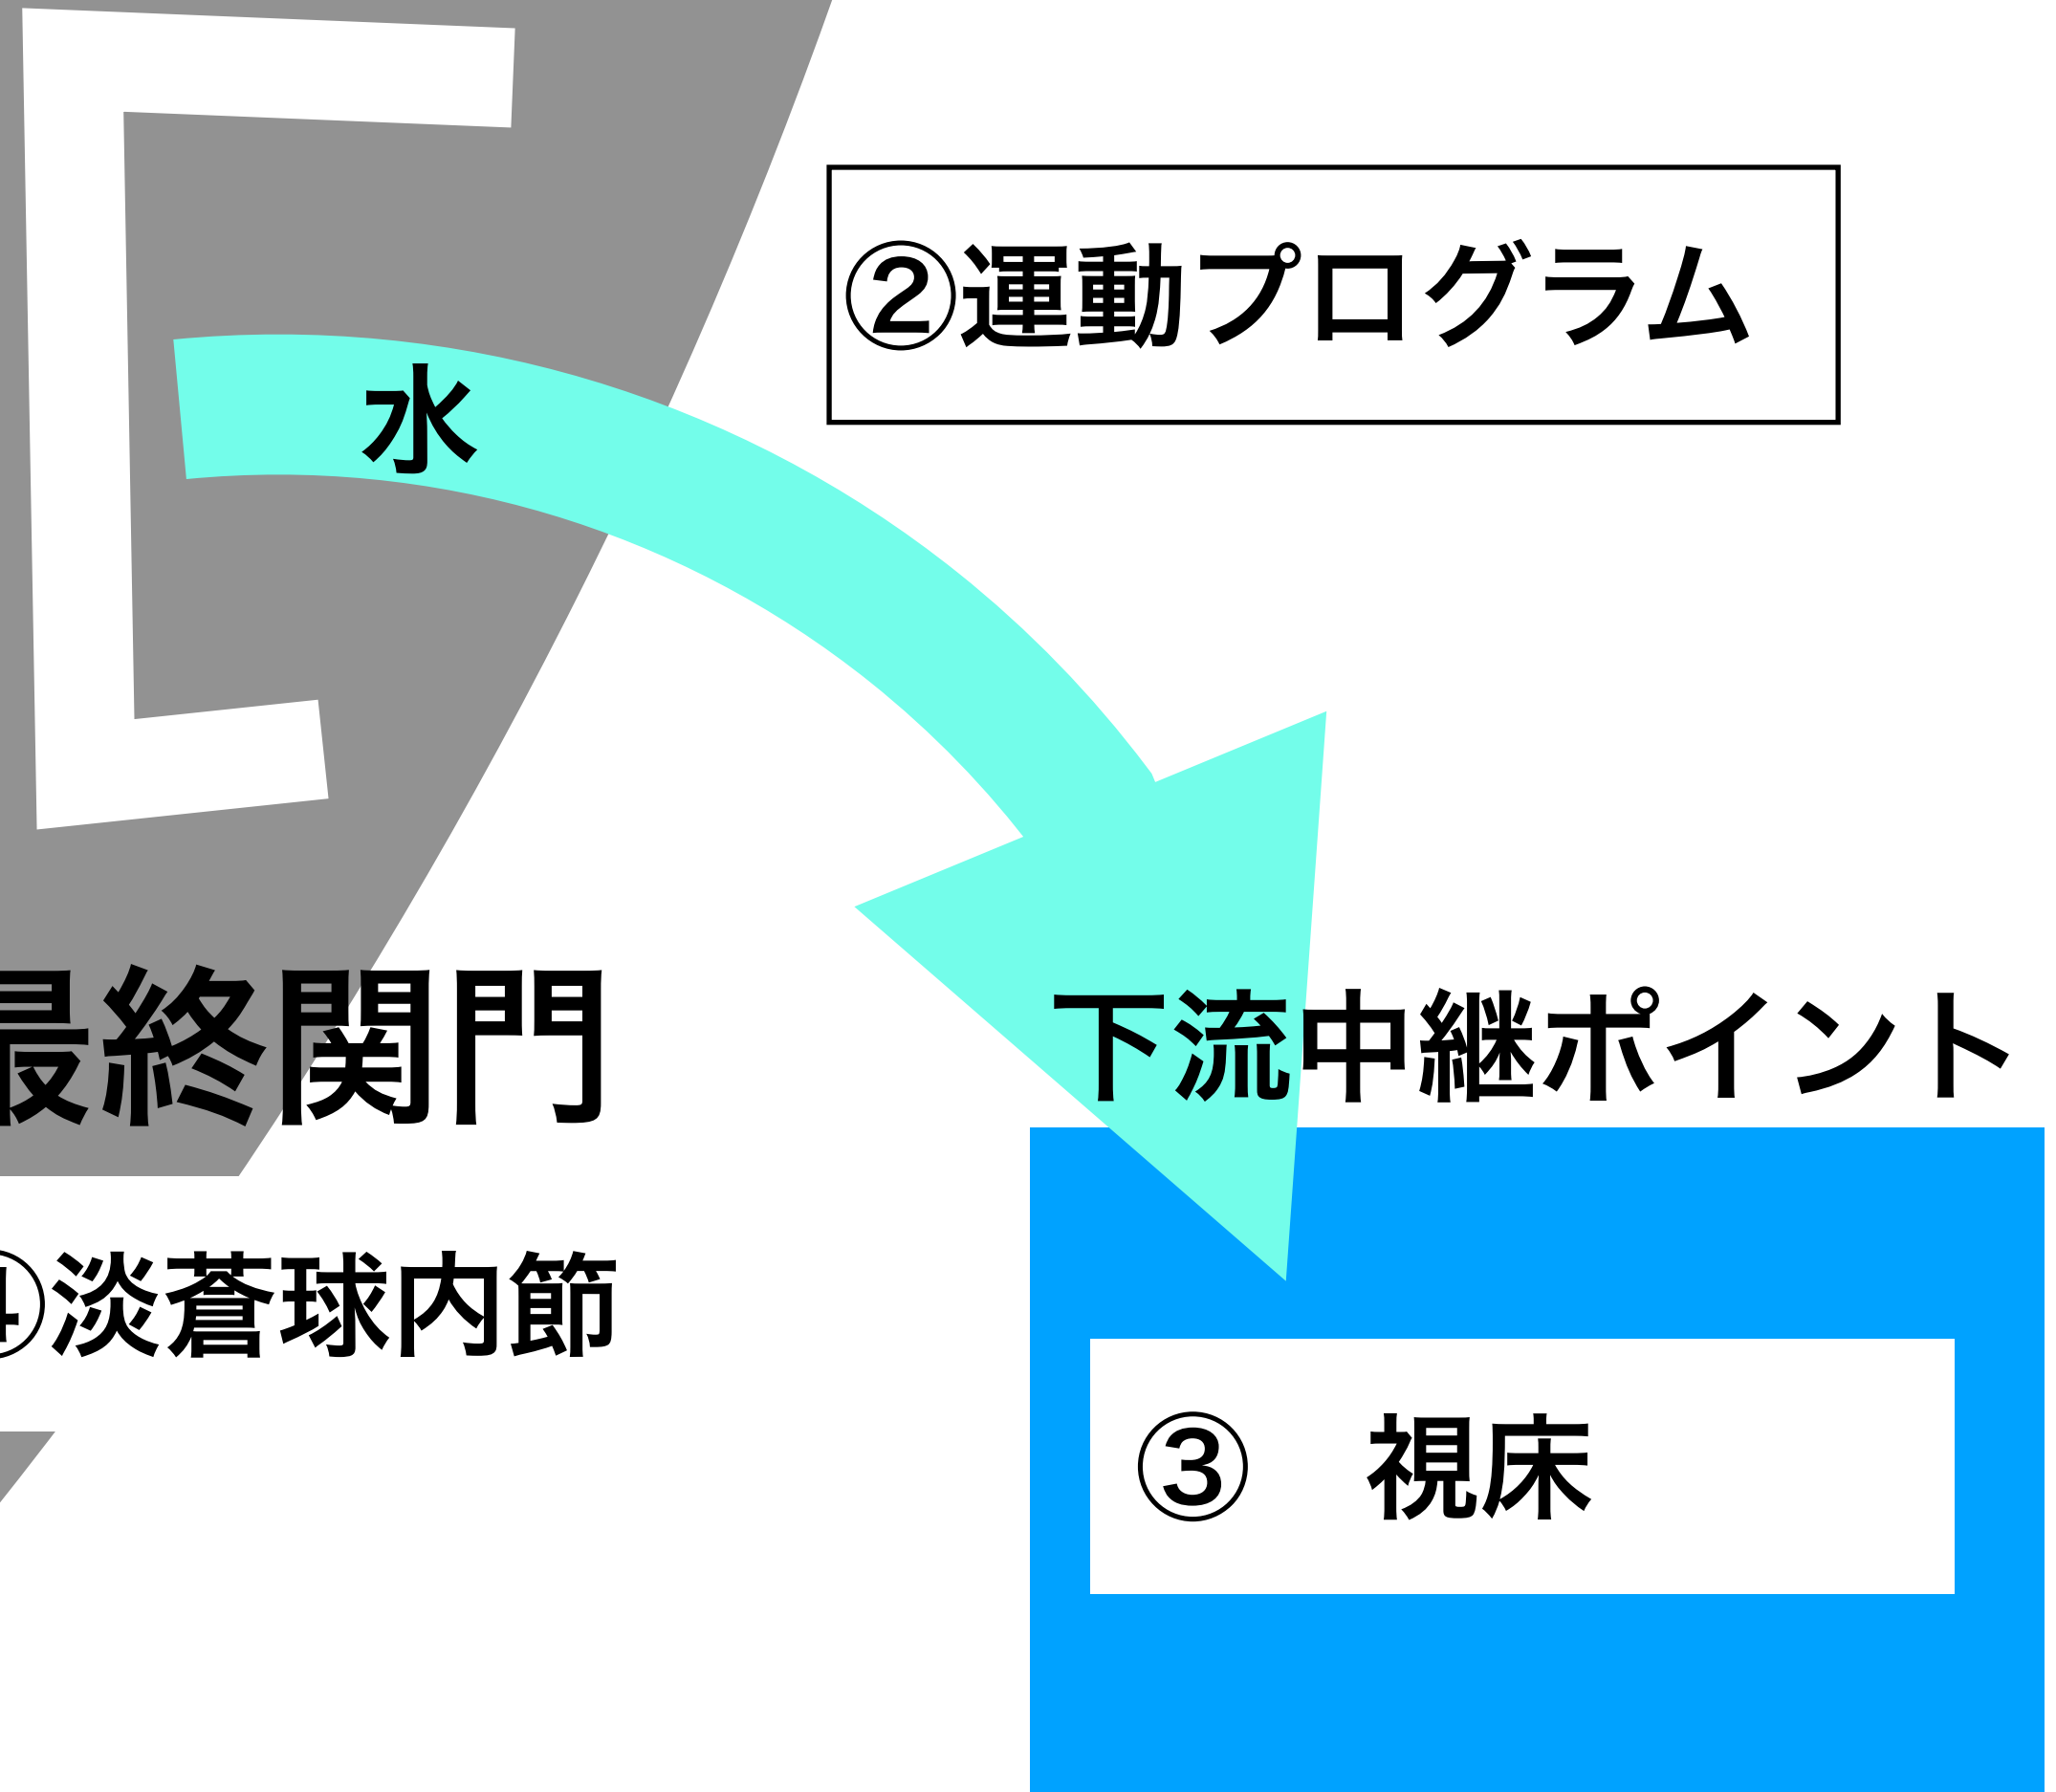 ②運動プログラム
水
最終関門
下流中継ポイント
淡蒼球内節
③ 視床